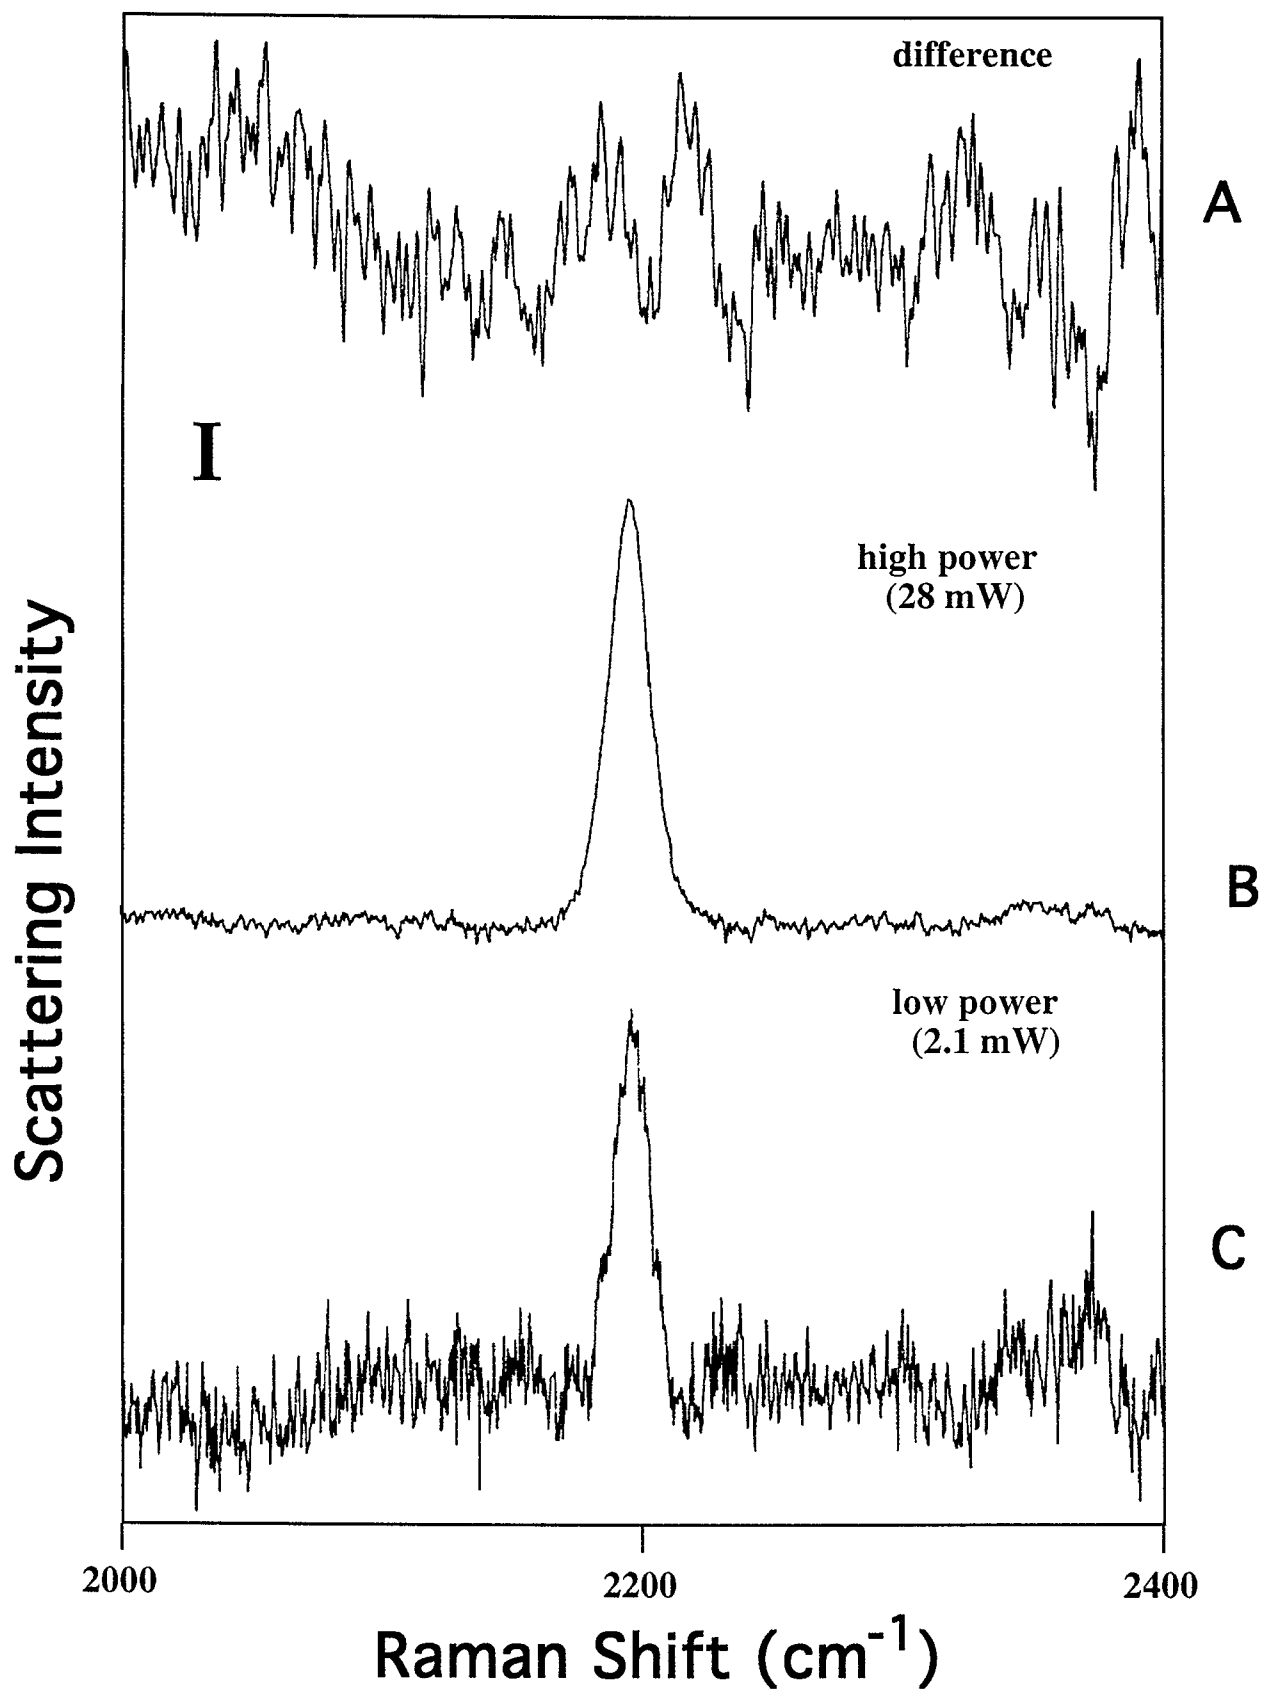 difference
A
I
high power
(28 mW)
B
low power
(2.1 mW)
C
Scattering Intensity
2000 2200 2400
Raman Shift (cm⁻¹)